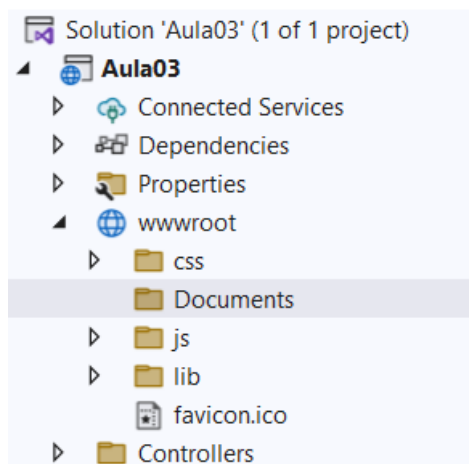 Solution 'Aula03' (1 of 1 project)
Aula03
Connected Services
Dependencies
Properties
wwwroot
css
Documents
js
lib
favicon.ico
Controllers